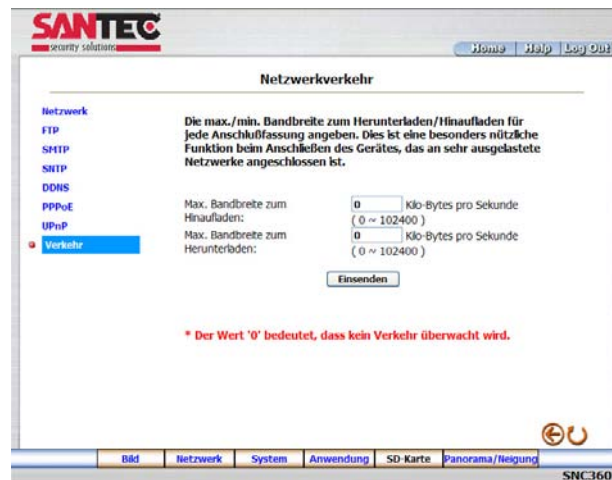 SANTEC
security solutions
Home | Help | Log Out
Netzwerkverkehr
Netzwerk
FTP
SMTP
SNTP
DDNS
PPPoE
UPnP
Verkehr
Die max./min. Bandbreite zum Herunterladen/Hinaufladen für
jede Anschlußfassung angeben. Dies ist eine besonders nützliche
Funktion beim Anschließen des Gerätes, das an sehr ausgelastete
Netzwerke angeschlossen ist.
Max. Bandbreite zum Hinaufladen: 0 Kilo-Bytes pro Sekunde
( 0 ~ 102400 )
Max. Bandbreite zum Herunterladen: 0 Kilo-Bytes pro Sekunde
( 0 ~ 102400 )
Einsenden
* Der Wert '0' bedeutet, dass kein Verkehr überwacht wird.
Bild Netzwerk System Anwendung SD-Karte Panorama/Neigung
SNC360